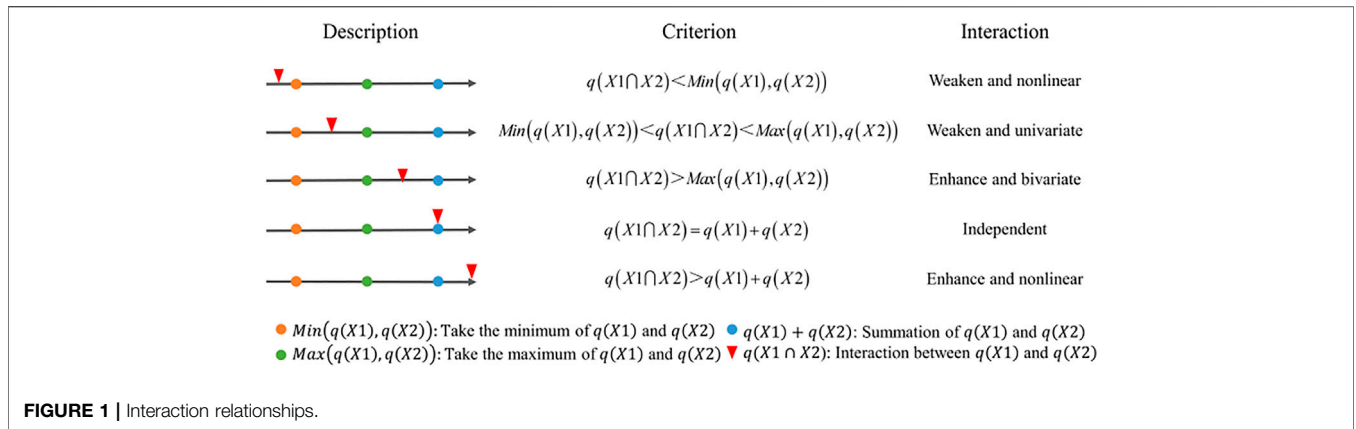 Description Criterion Interaction
q(X1⋂X2)<Min(q(X1),q(X2)) Weaken and nonlinear
Min(q(X1),q(X2))<q(X1⋂X2)<Max(q(X1),q(X2)) Weaken and univariate
q(X1⋂X2)>Max(q(X1),q(X2)) Enhance and bivariate
q(X1⋂X2)=q(X1)+q(X2) Independent
q(X1⋂X2)>q(X1)+q(X2) Enhance and nonlinear
Min(q(X1),q(X2)): Take the minimum of q(X1) and q(X2) q(X1) + q(X2): Summation of q(X1) and q(X2)
Max(q(X1),q(X2)): Take the maximum of q(X1) and q(X2) q(X1 ∩ X2): Interaction between q(X1) and q(X2)
FIGURE 1 | Interaction relationships.